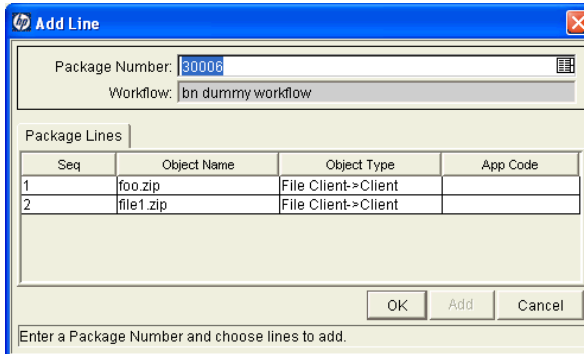 hp Add Line
Package Number: 30006
Workflow: bn dummy workflow
Package Lines
Seq Object Name Object Type App Code
1 foo.zip File Client->Client
2 file1.zip File Client->Client
OK Add Cancel
Enter a Package Number and choose lines to add.